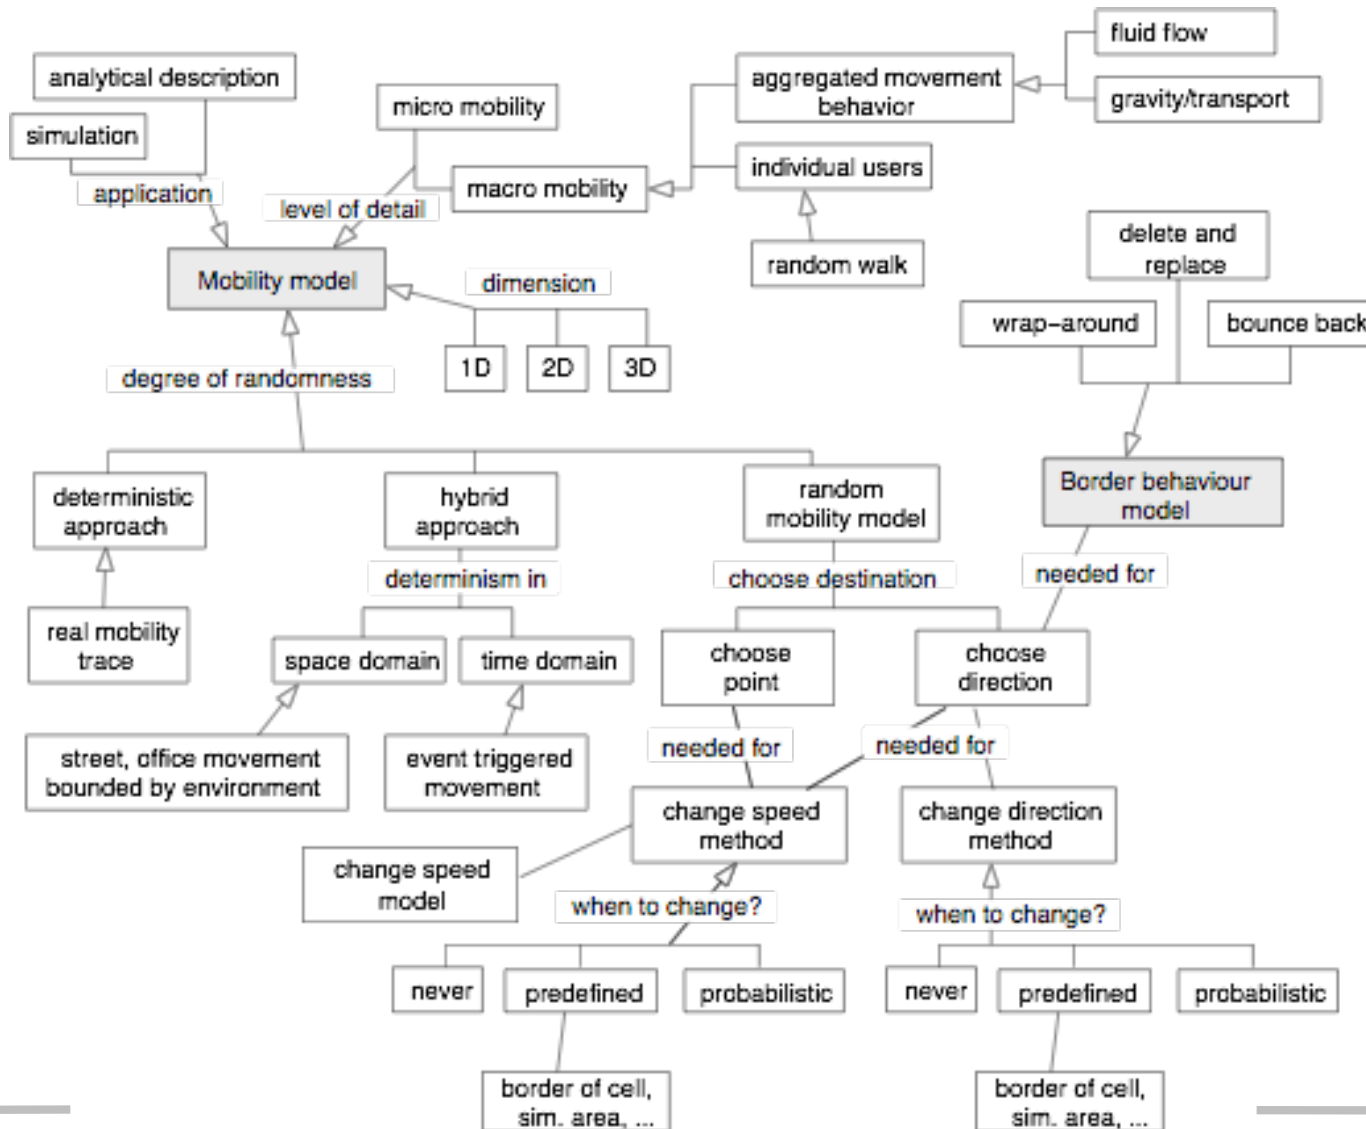 fluid flow
analytical description
aggregated movement
behavior
micro mobility
gravity/transport
simulation
individual users
application
macro mobility
level of detail
delete and
replace
random walk
Mobility model
dimension
wrap-around
bounce back
1D
2D
3D
degree of randomness
deterministic
approach
hybrid
approach
random
mobility model
Border behaviour
model
determinism in
choose destination
needed for
real mobility
trace
space domain
time domain
choose
point
choose
direction
street, office movement
bounded by environment
event triggered
movement
needed for
needed for
change speed
method
change direction
method
change speed
model
when to change?
when to change?
never
predefined
probabilistic
never
predefined
probabilistic
border of cell,
sim. area, ...
border of cell,
sim. area, ...